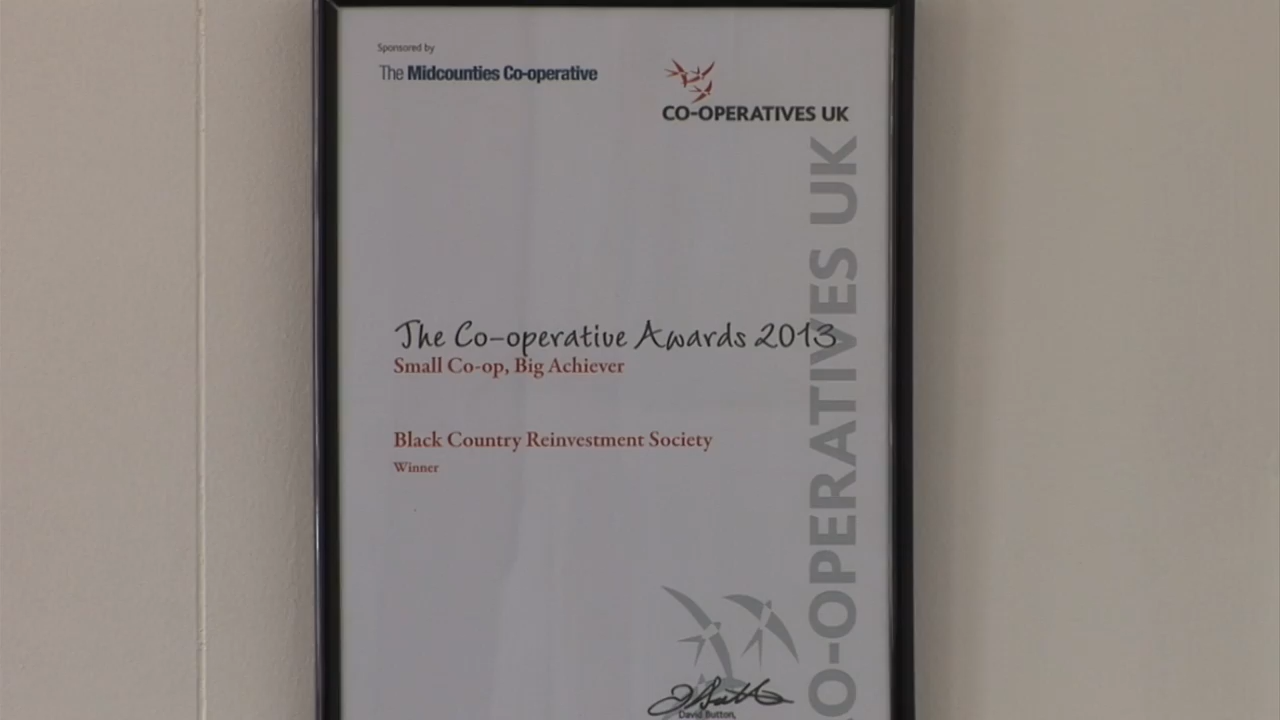 Sponsored by
The Midcounties Co-operative
CO-OPERATIVES UK
The Co-operative Awards 2013
Small Co-op, Big Achiever
Black Country Reinvestment Society
Winner
O-OPERATIVES UK
David Button,